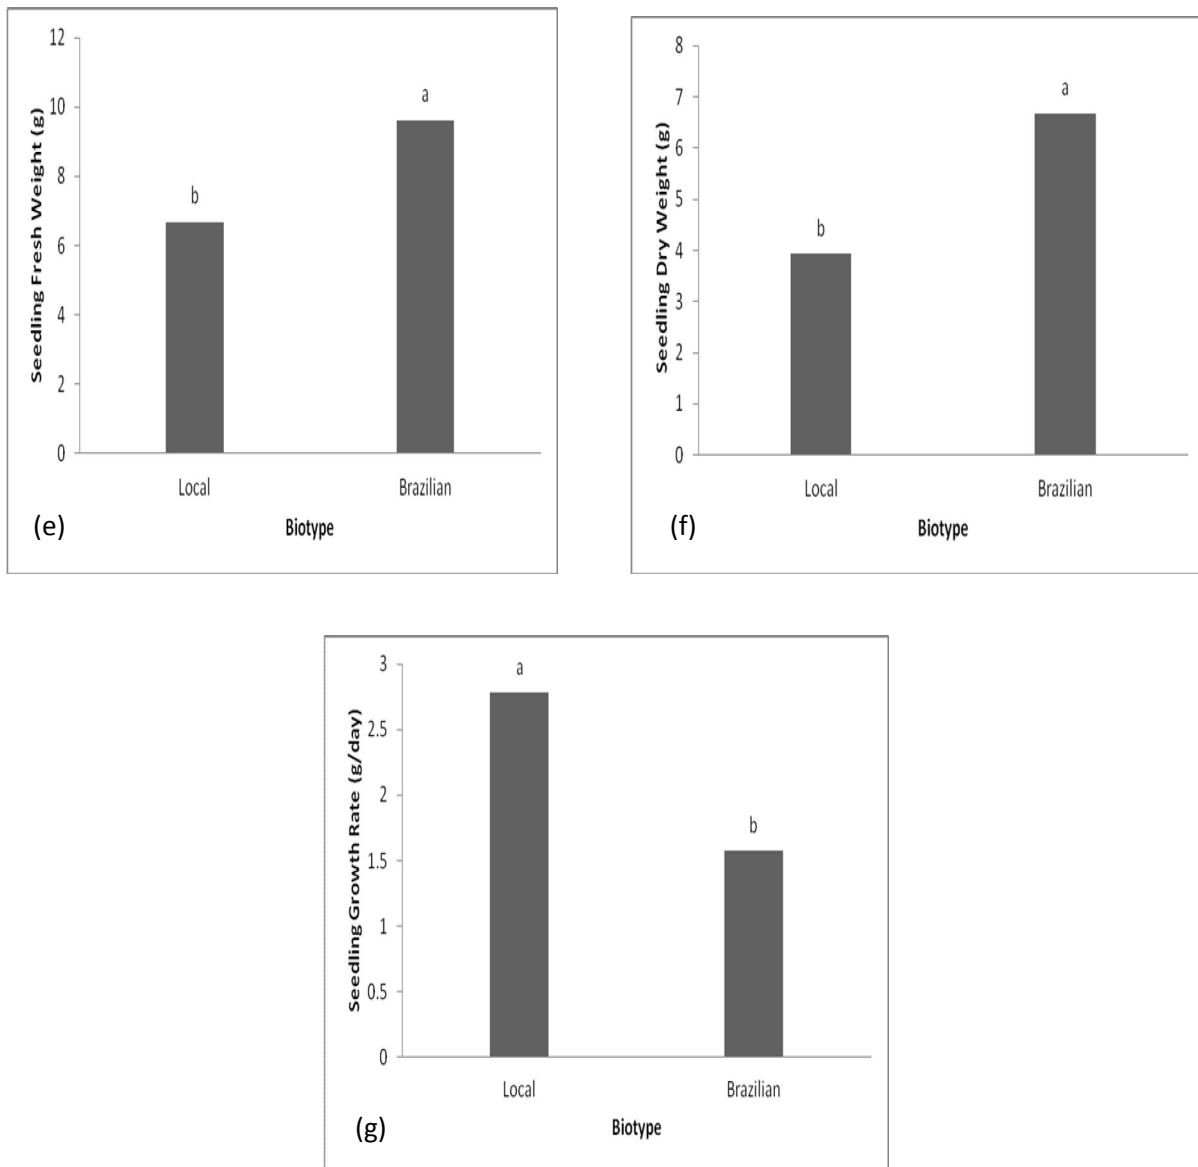 Seedling Fresh Weight (g)
12
10
8
6
4
2
0
b
a
Local
Brazilian
Biotype
(e)
Seedling Dry Weight (g)
8
7
6
5
4
3
2
1
0
b
a
Local
Brazilian
Biotype
(f)
Seedling Growth Rate (g/day)
3
2.5
2
1.5
1
0.5
0
a
b
Local
Brazilian
Biotype
(g)